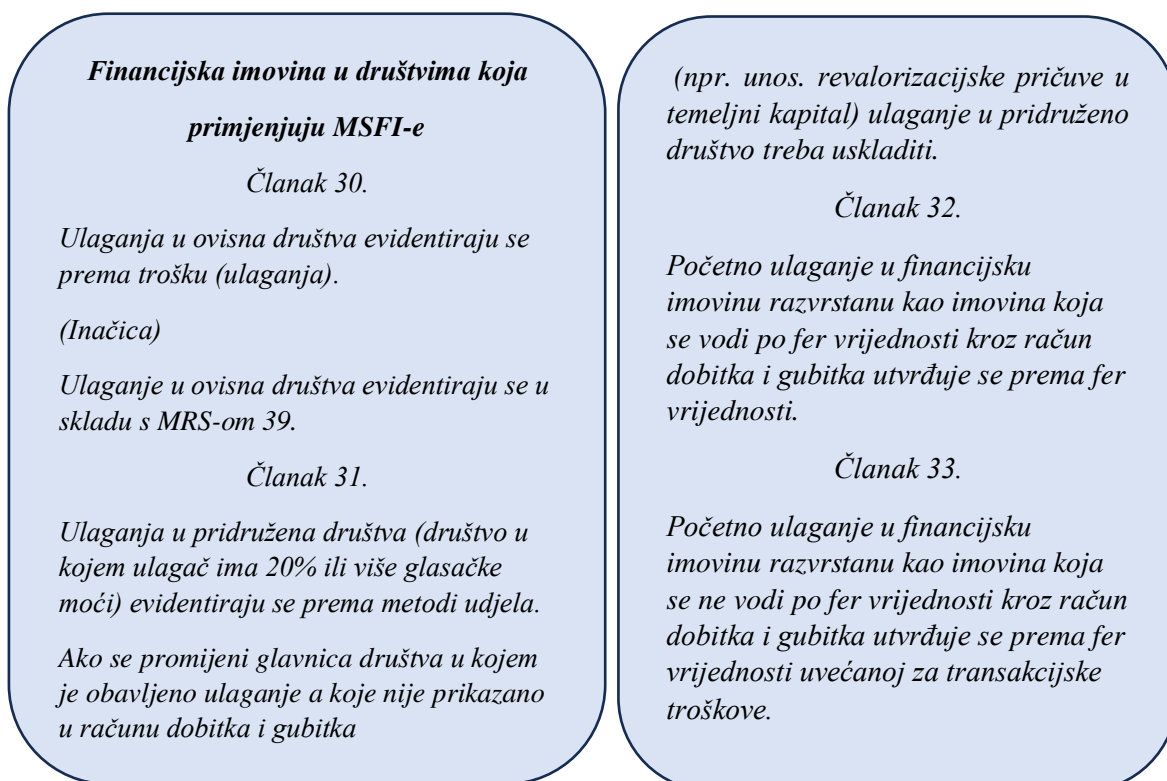 Financijska imovina u društvima koja
primjenjuju MSFI-e
Članak 30.
Ulaganja u ovisna društva evidentiraju se
prema trošku (ulaganja).
(Inačica)
Ulaganje u ovisna društva evidentiraju se u
skladu s MRS-om 39.
Članak 31.
Ulaganja u pridružena društva (društvo u
kojem ulagač ima 20% ili više glasačke
moći) evidentiraju se prema metodi udjela.
Ako se promijeni glavnica društva u kojem
je obavljeno ulaganje a koje nije prikazano
u računu dobitka i gubitka
(npr. unos. revalorizacijske pričuve u
temeljni kapital) ulaganje u pridruženo
društvo treba uskladiti.
Članak 32.
Početno ulaganje u financijsku
imovinu razvrstanu kao imovina koja
se vodi po fer vrijednosti kroz račun
dobitka i gubitka utvrđuje se prema fer
vrijednosti.
Članak 33.
Početno ulaganje u financijsku
imovinu razvrstanu kao imovina koja
se ne vodi po fer vrijednosti kroz račun
dobitka i gubitka utvrđuje se prema fer
vrijednosti uvećanoj za transakcijske
troškove.